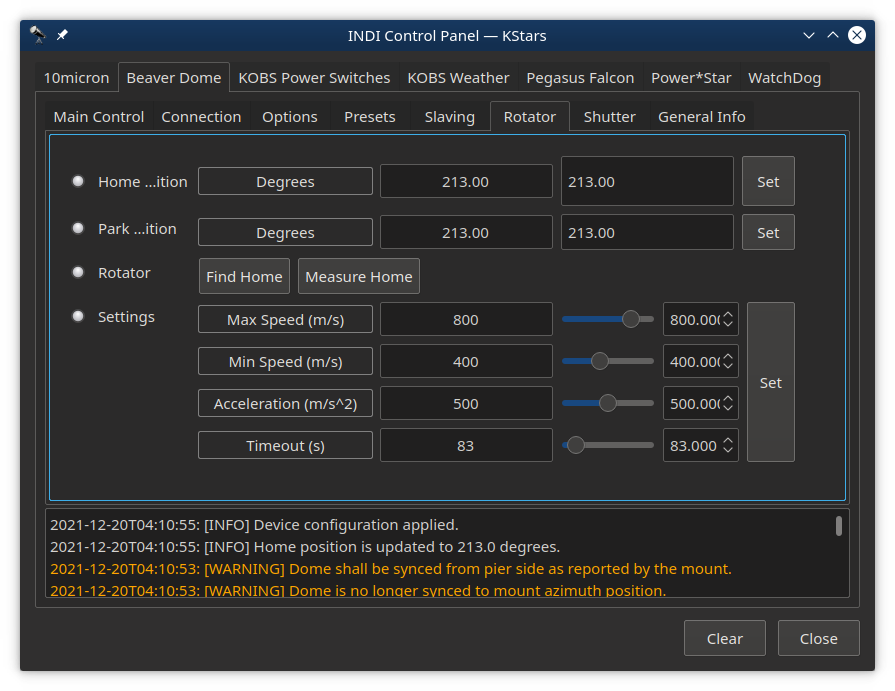 INDI Control Panel — KStars
10micron Beaver Dome KOBS Power Switches KOBS Weather Pegasus Falcon Power*Star WatchDog
Main Control Connection Options Presets Slaving Rotator Shutter General Info
Home ...ition Degrees 213.00 213.00 Set
Park ...ition Degrees 213.00 213.00 Set
Rotator Find Home Measure Home
Settings Max Speed (m/s) 800 800.000
Min Speed (m/s) 400 400.000
Set
Acceleration (m/s^2) 500 500.000
Timeout (s) 83 83.000
2021-12-20T04:10:55: [INFO] Device configuration applied.
2021-12-20T04:10:55: [INFO] Home position is updated to 213.0 degrees.
2021-12-20T04:10:53: [WARNING] Dome shall be synced from pier side as reported by the mount.
2021-12-20T04:10:53: [WARNING] Dome is no longer synced to mount azimuth position.
Clear Close